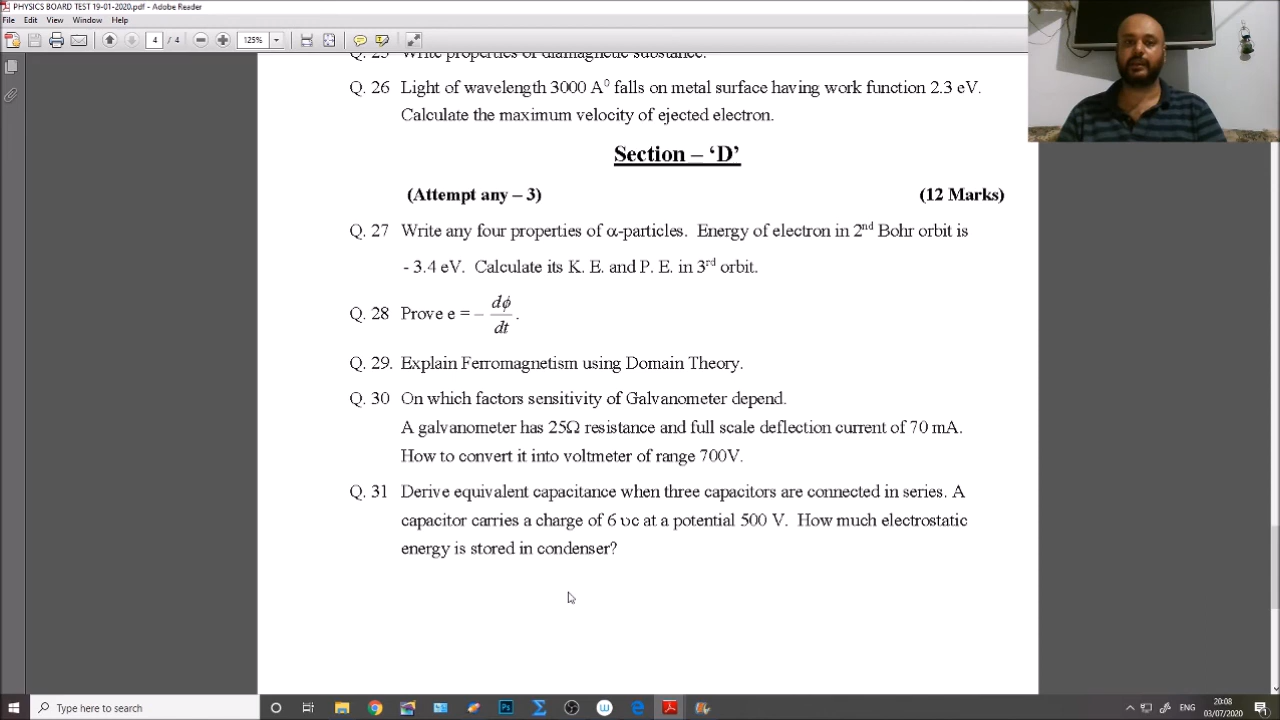 PHYSICS BOARD TEST 19-01-2020.pdf - Adobe Reader
File Edit View Window Help
4 / 4 125%
Q. 25 Write properties of diamagnetic substance.
Q. 26 Light of wavelength 3000 A⁰ falls on metal surface having work function 2.3 eV.
Calculate the maximum velocity of ejected electron.
Section – ‘D’
(Attempt any – 3) (12 Marks)
Q. 27 Write any four properties of α-particles. Energy of electron in 2ⁿᵈ Bohr orbit is
- 3.4 eV. Calculate its K. E. and P. E. in 3ʳᵈ orbit.
Q. 28 Prove e = – dϕ/dt .
Q. 29. Explain Ferromagnetism using Domain Theory.
Q. 30 On which factors sensitivity of Galvanometer depend.
A galvanometer has 25Ω resistance and full scale deflection current of 70 mA.
How to convert it into voltmeter of range 700V.
Q. 31 Derive equivalent capacitance when three capacitors are connected in series. A
capacitor carries a charge of 6 υc at a potential 500 V. How much electrostatic
energy is stored in condenser?
Type here to search
ENG
20:08
03/07/2020